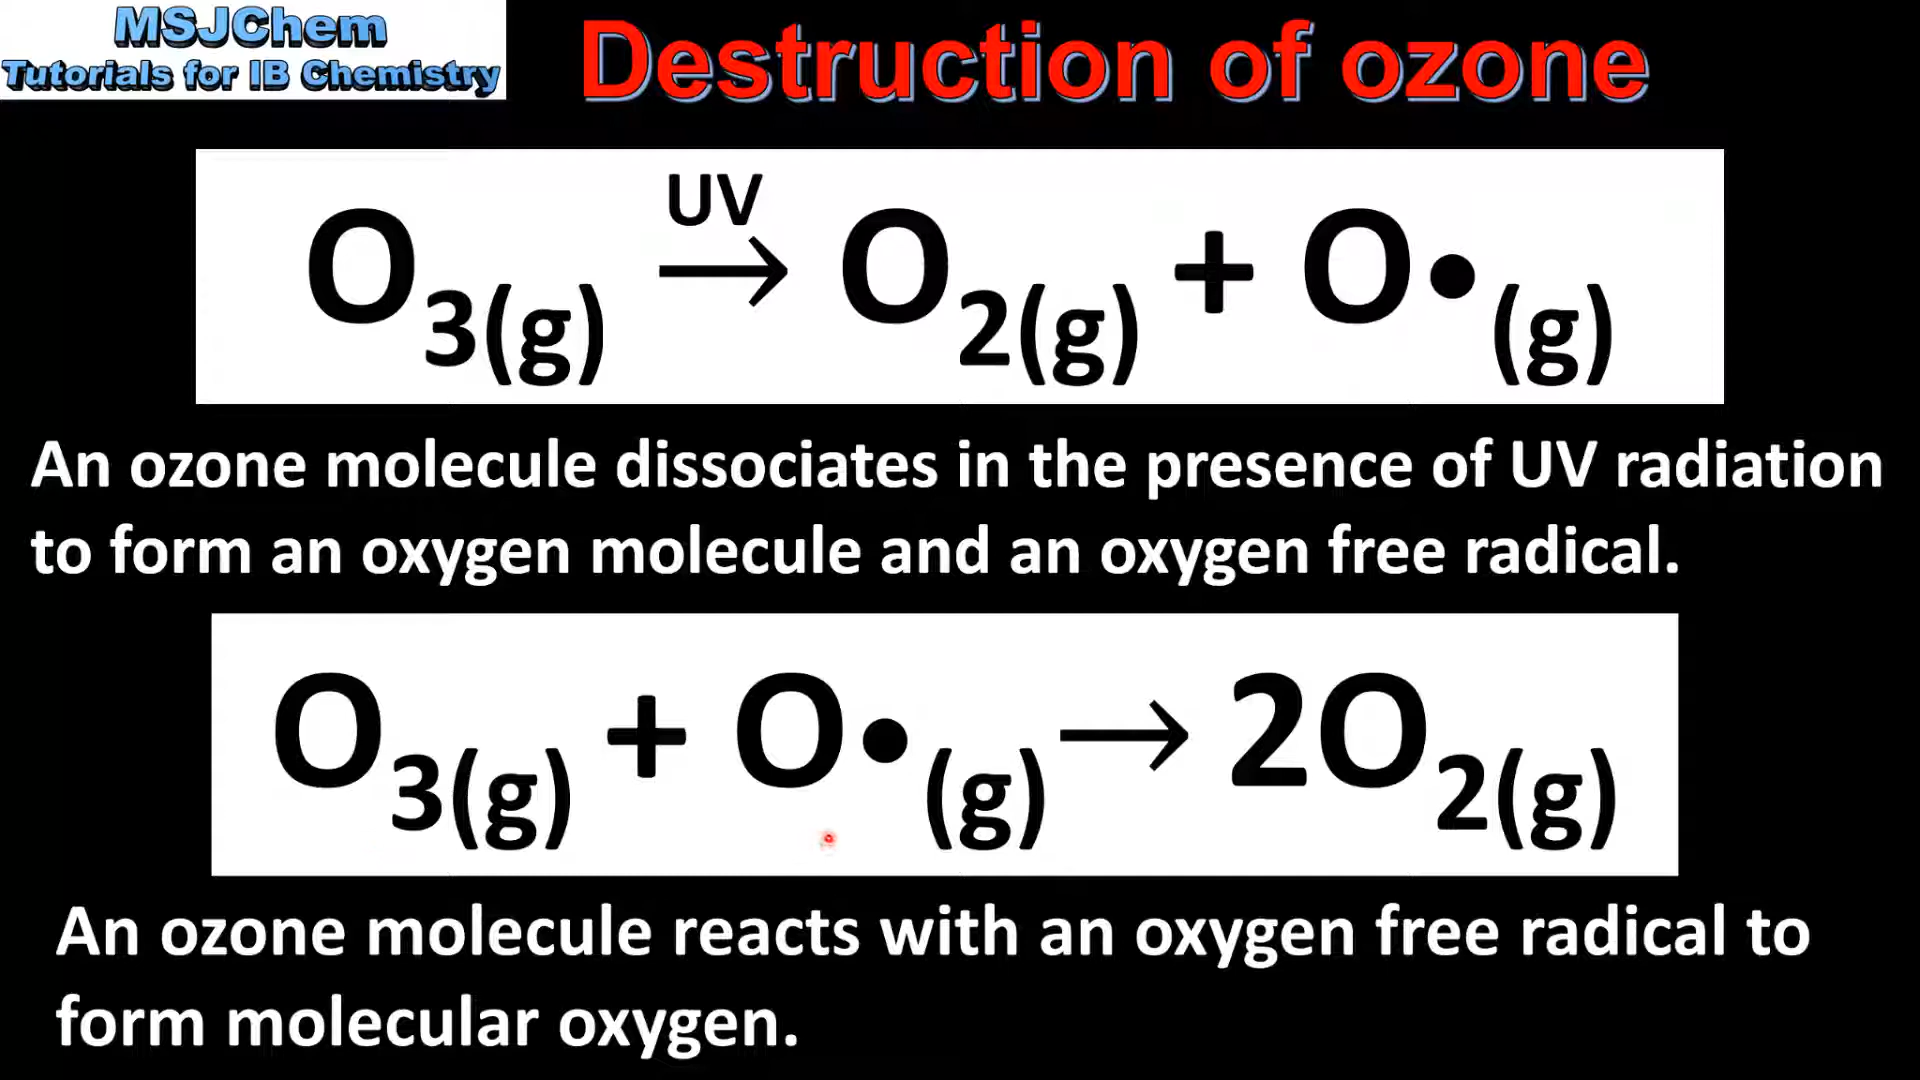 MSJChem
Tutorials for IB Chemistry
Destruction of ozone
O₃(g) UV→ O₂(g) + O•(g)
An ozone molecule dissociates in the presence of UV radiation
to form an oxygen molecule and an oxygen free radical.
O₃(g) + O•(g) → 2O₂(g)
An ozone molecule reacts with an oxygen free radical to
form molecular oxygen.